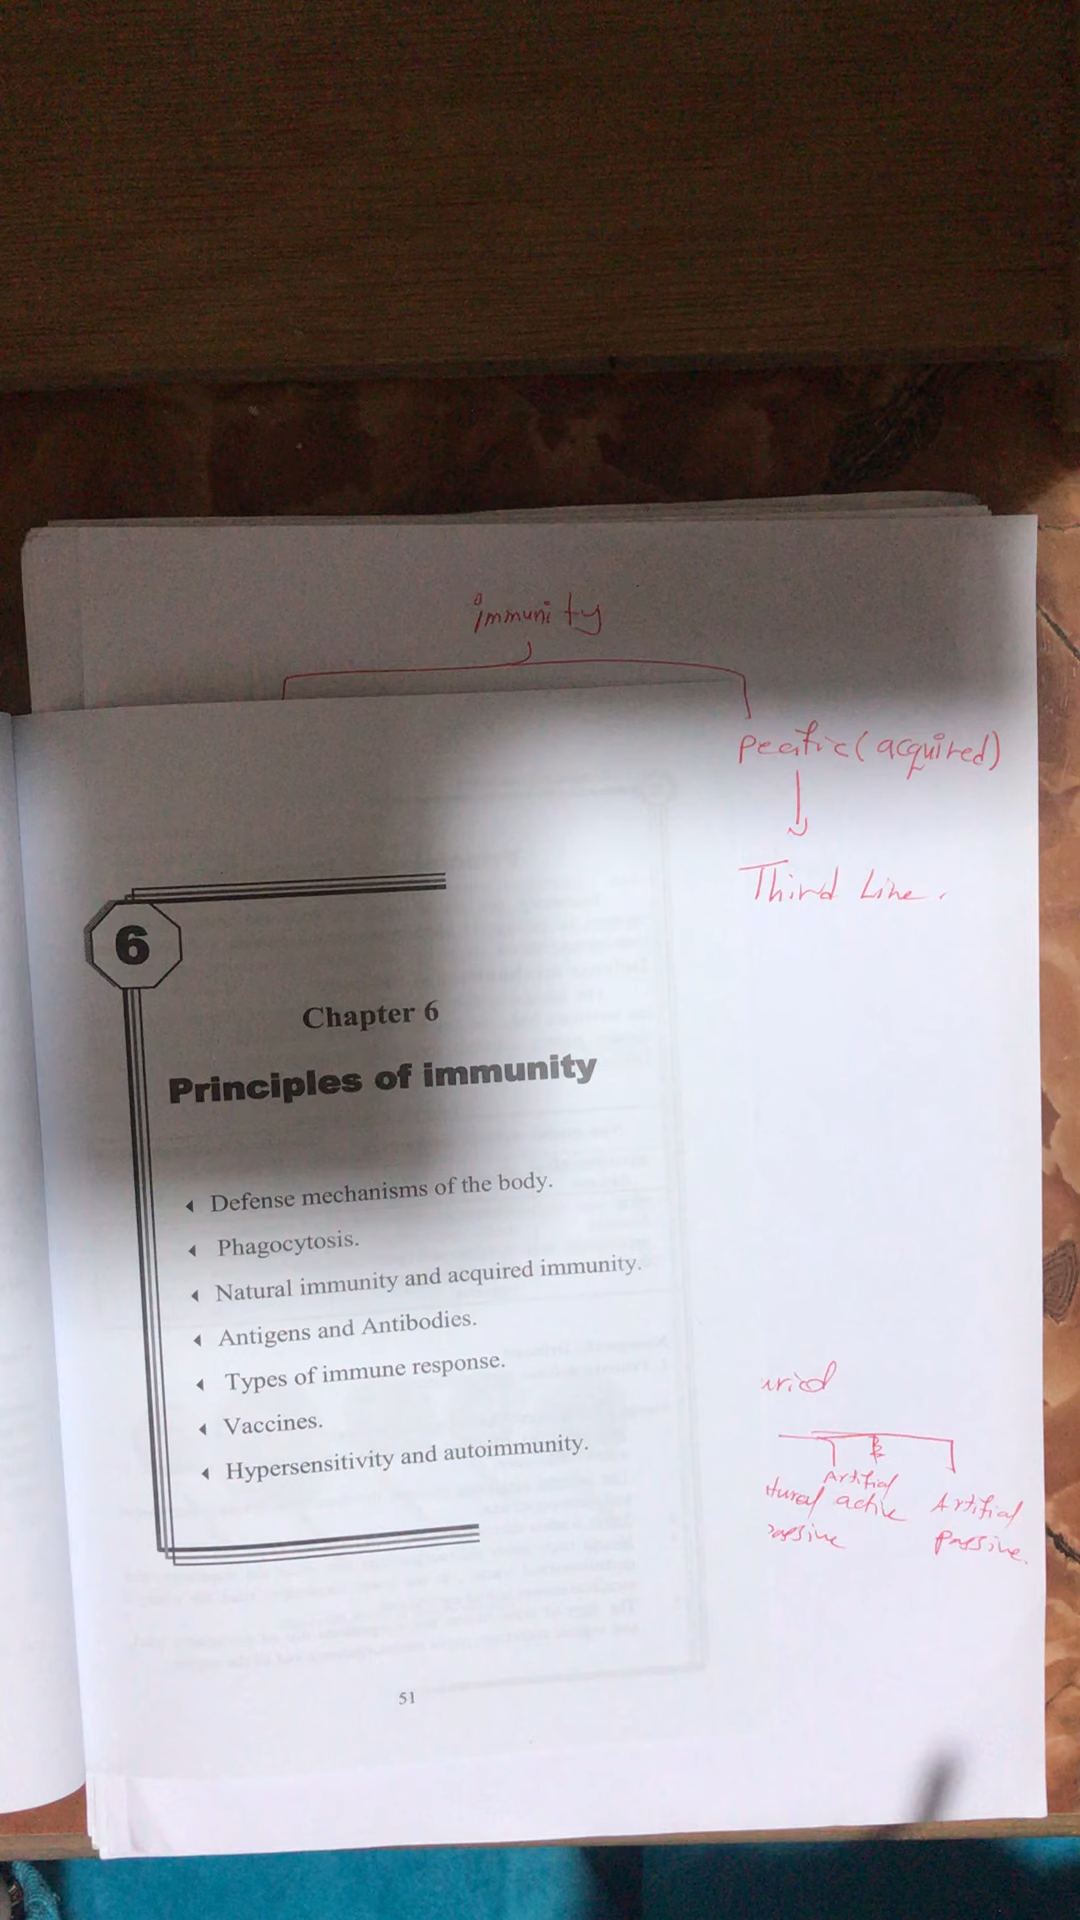 immunity
pecific (acquired)
Third Line.
6
Chapter 6
Principles of immunity
Defense mechanisms of the body.
Phagocytosis.
Natural immunity and acquired immunity.
Antigens and Antibodies.
Types of immune response.
Vaccines.
Hypersensitivity and autoimmunity.
uried
Artifial
tural active Artifial
passive.
51